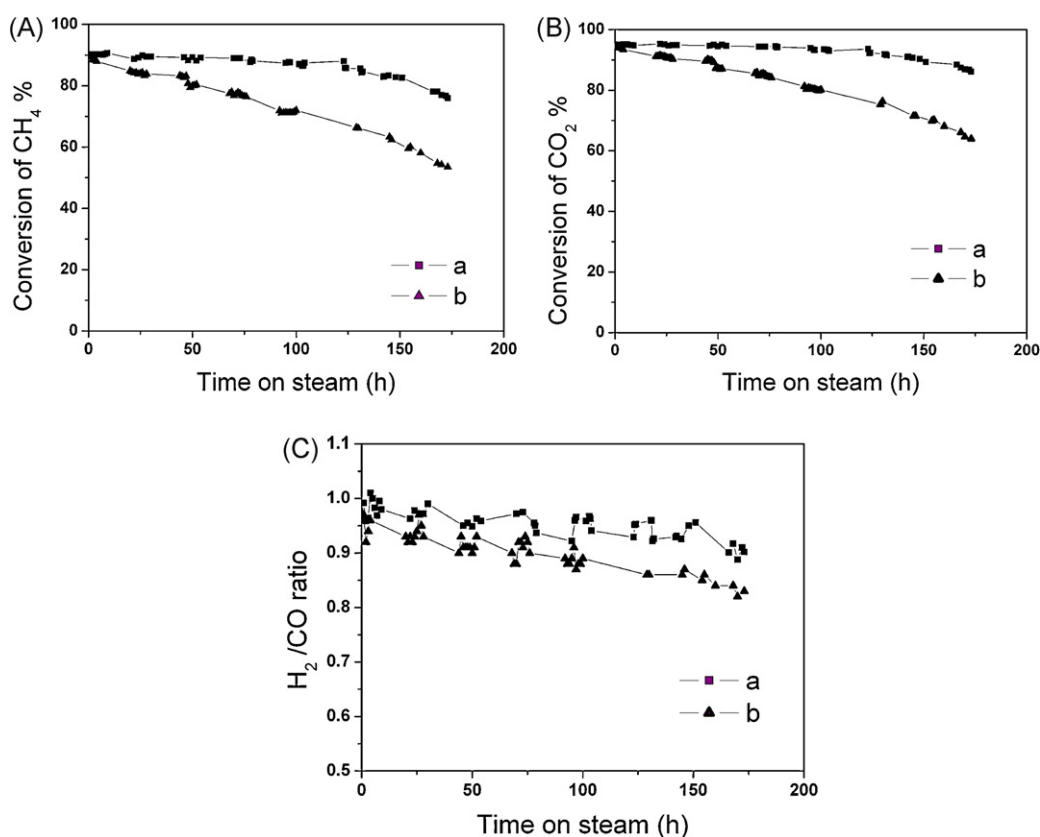 (A)
100
80
60
40
20
0
Conversion of CH₄ %
a
b
0 50 100 150 200
Time on steam (h)
(B)
100
80
60
40
20
0
Conversion of CO₂ %
a
b
0 50 100 150 200
Time on steam (h)
(C)
1.1
1.0
0.9
0.8
0.7
0.6
0.5
H₂ /CO ratio
a
b
0 50 100 150 200
Time on steam (h)